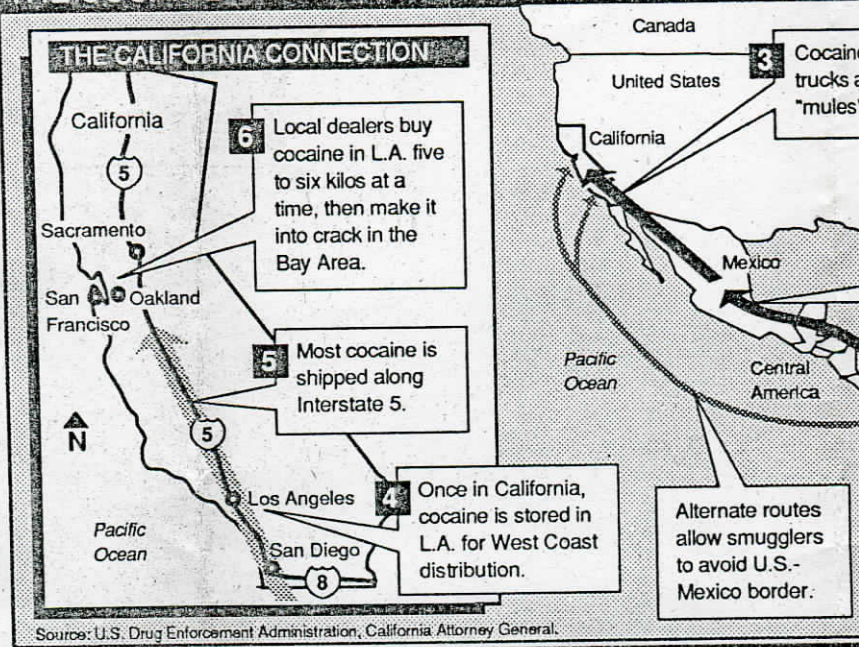 THE CALIFORNIA CONNECTION
California
5
Sacramento
San
Francisco
Oakland
N
5
Los Angeles
Pacific
Ocean
San Diego
8
6
Local dealers buy
cocaine in L.A. five
to six kilos at a
time, then make it
into crack in the
Bay Area.
5
Most cocaine is
shipped along
Interstate 5.
4
Once in California,
cocaine is stored in
L.A. for West Coast
distribution.
Canada
United States
California
3
Cocaine
trucks
"mules
Mexico
Pacific
Ocean
Central
America
Alternate routes
allow smugglers
to avoid U.S.-
Mexico border.
Source: U.S. Drug Enforcement Administration, California Attorney General.